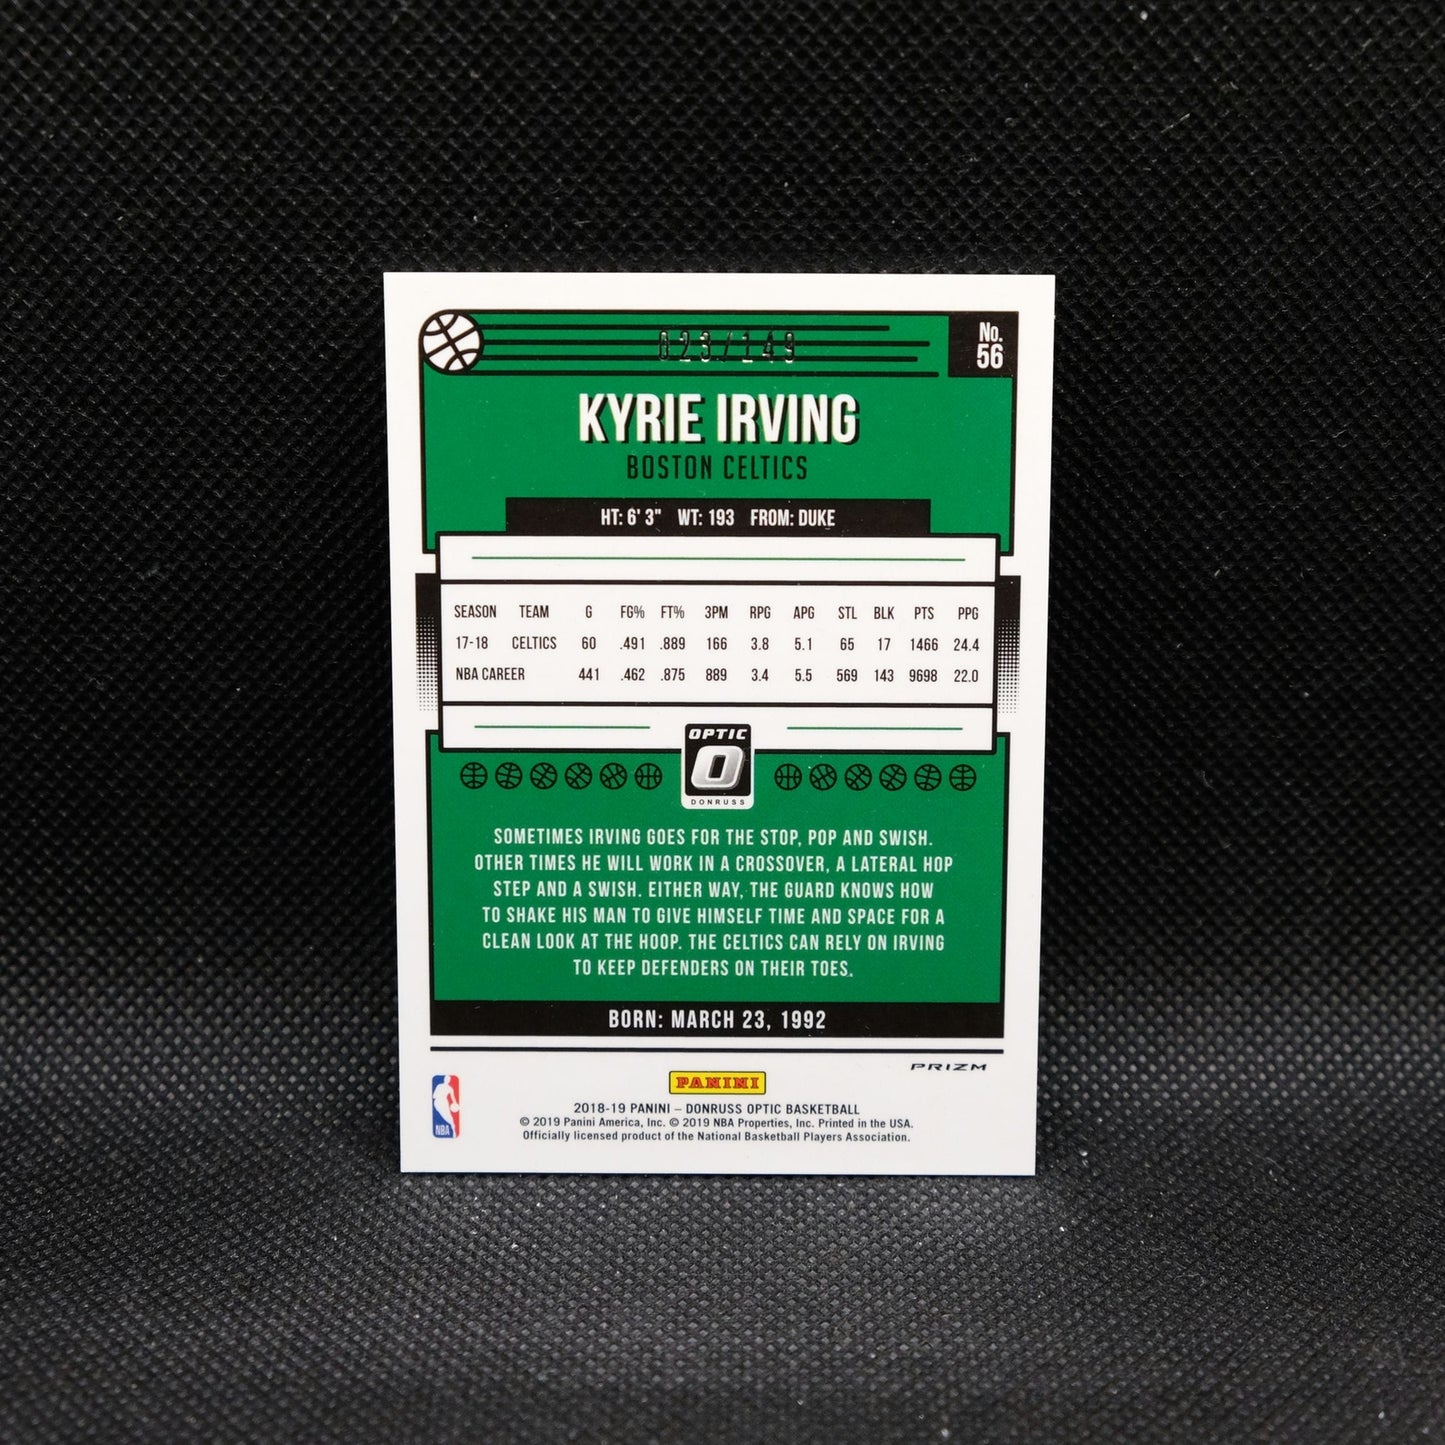 023/149
No.
56
KYRIE IRVING
BOSTON CELTICS
HT: 6' 3" WT: 193 FROM: DUKE
SEASON TEAM G FG% FT% 3PM RPG APG STL BLK PTS PPG
17-18 CELTICS 60 .491 .889 166 3.8 5.1 65 17 1466 24.4
NBA CAREER 441 .462 .875 889 3.4 5.5 569 143 9698 22.0
OPTIC
O
DONRUSS
SOMETIMES IRVING GOES FOR THE STOP, POP AND SWISH.
OTHER TIMES HE WILL WORK IN A CROSSOVER, A LATERAL HOP
STEP AND A SWISH. EITHER WAY, THE GUARD KNOWS HOW
TO SHAKE HIS MAN TO GIVE HIMSELF TIME AND SPACE FOR A
CLEAN LOOK AT THE HOOP. THE CELTICS CAN RELY ON IRVING
TO KEEP DEFENDERS ON THEIR TOES.
BORN: MARCH 23, 1992
PRIZM
PANINI
NBA
2018-19 PANINI – DONRUSS OPTIC BASKETBALL
© 2019 Panini America, Inc. © 2019 NBA Properties, Inc. Printed in the USA.
Officially licensed product of the National Basketball Players Association.